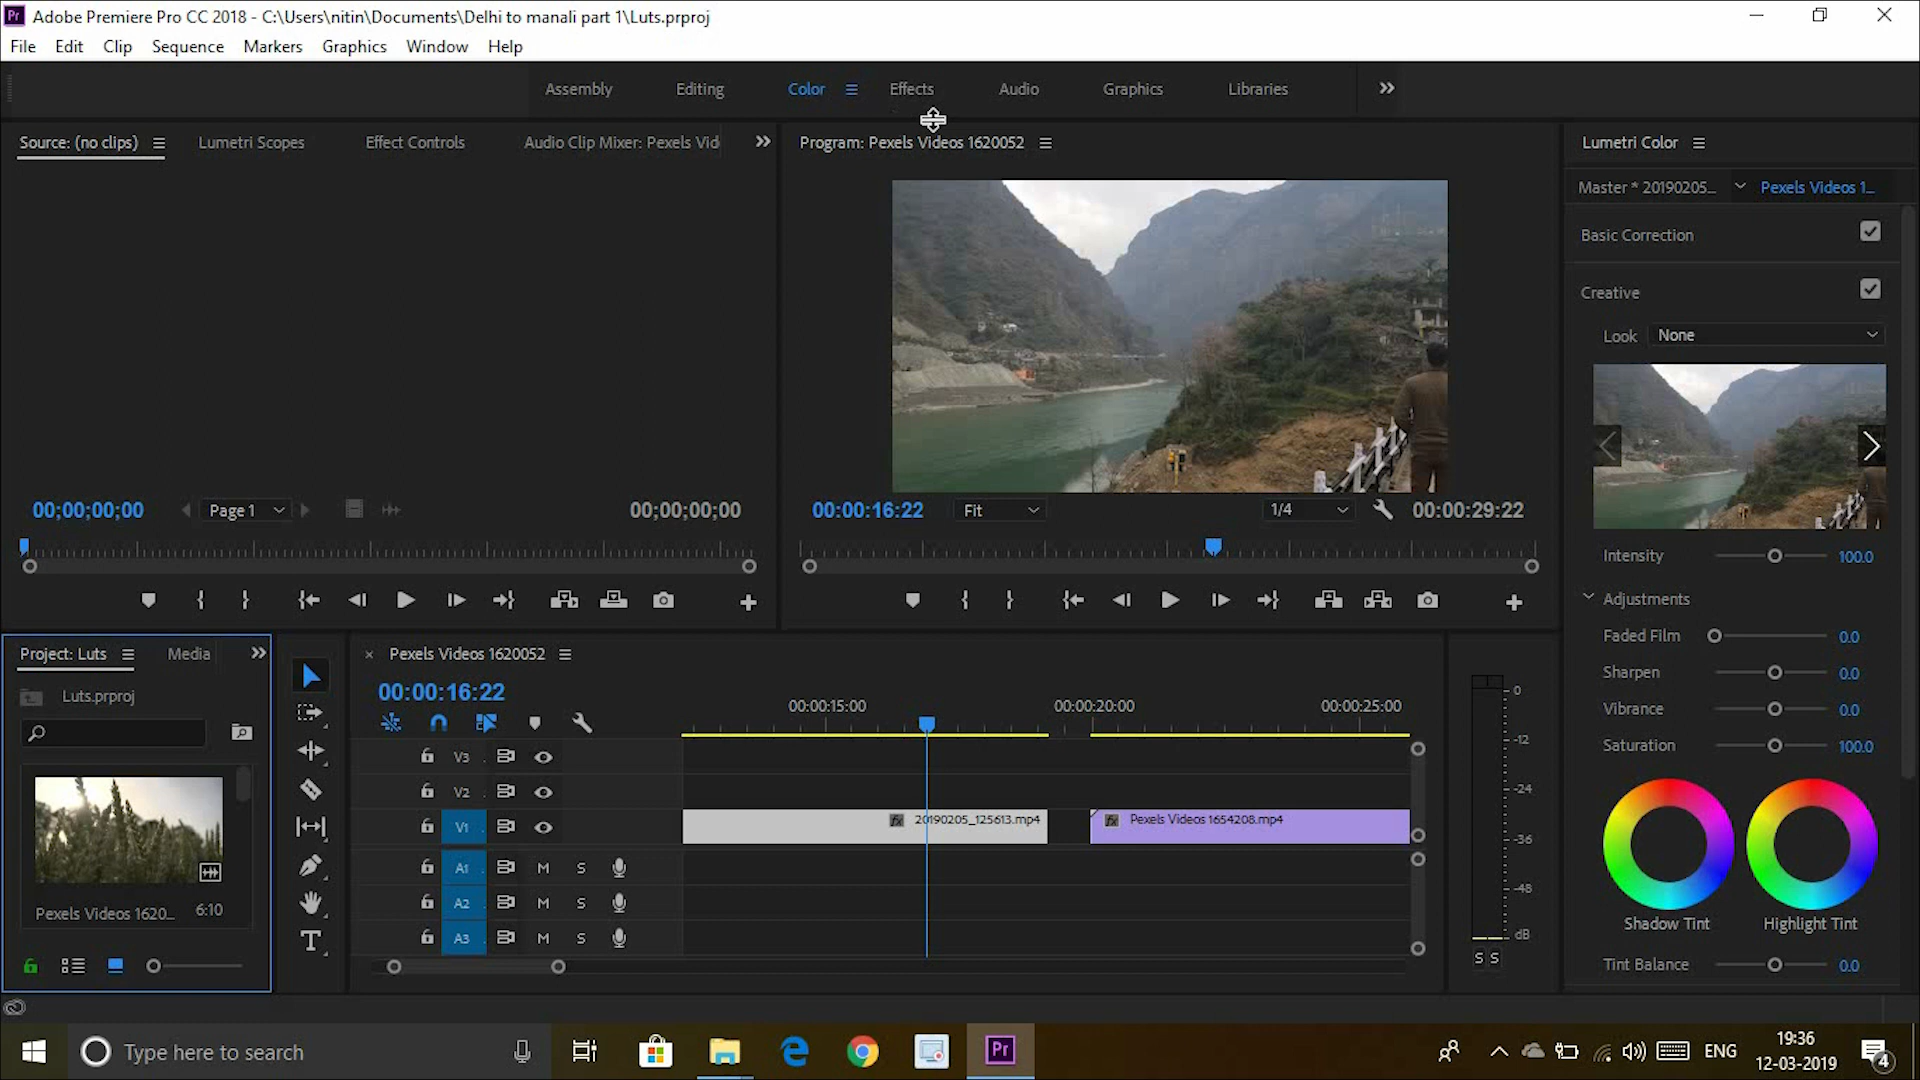 Adobe Premiere Pro CC 2018 - C:\Users\nitin\Documents\Delhi to manali part 1\Luts.prproj
File Edit Clip Sequence Markers Graphics Window Help
Assembly Editing Color Effects Audio Graphics Libraries
Source: (no clips) Lumetri Scopes Effect Controls Audio Clip Mixer: Pexels Vid
Program: Pexels Videos 1620052
Lumetri Color
Master * 20190205... Pexels Videos 1...
Basic Correction
Creative
Look None
00;00;00;00 Page 1 00;00;00;00
00:00:16:22 Fit 1/4 00:00:29:22
Intensity 100.0
Adjustments
Faded Film 0.0
Sharpen 0.0
Vibrance 0.0
Saturation 100.0
Shadow Tint Highlight Tint
Tint Balance 0.0
Project: Luts Media
Luts.prproj
Pexels Videos 1620... 6:10
Pexels Videos 1620052
00:00:16:22
00:00:15:00 00:00:20:00 00:00:25:00
V3
V2
V1 20190205_125613.mp4 Pexels Videos 1654208.mp4
A1 M S
A2 M S
A3 M S
0
-12
-24
-36
-48
dB
S S
Type here to search
ENG
19:36
12-03-2019
4